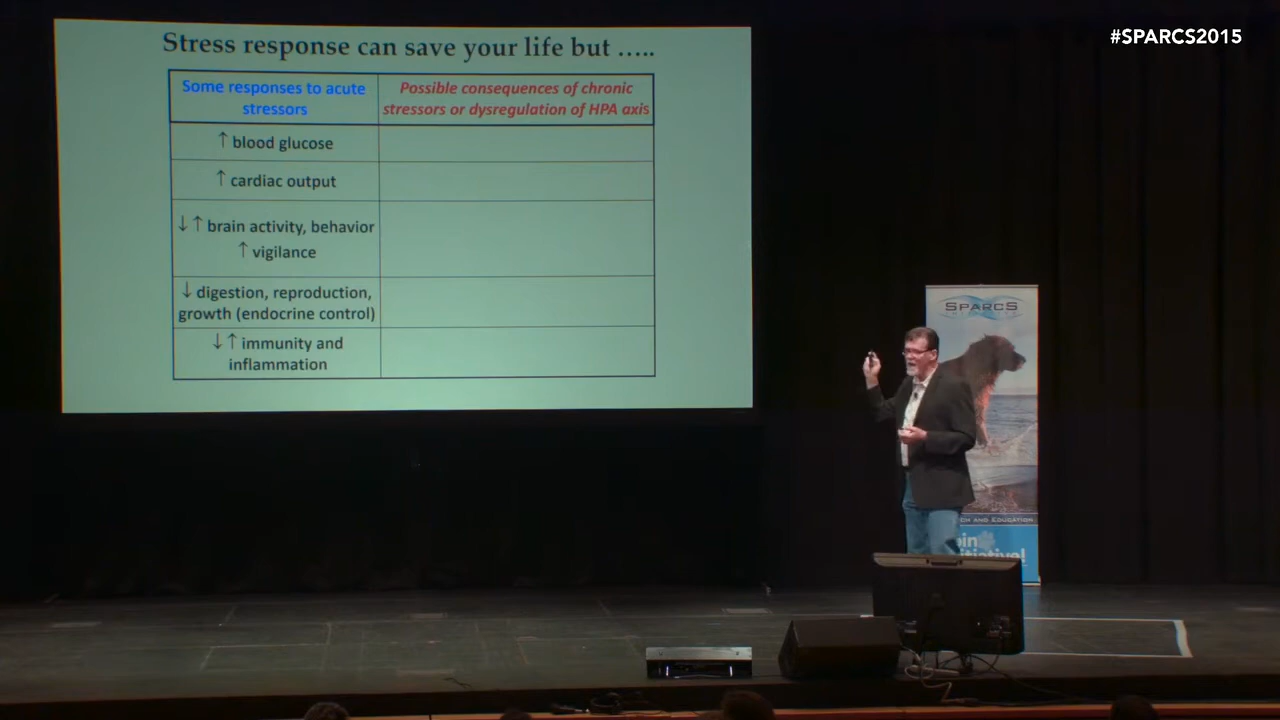 #SPARCS2015
Stress response can save your life but .....
Some responses to acute
stressors
Possible consequences of chronic
stressors or dysregulation of HPA axis
↑ blood glucose
↑ cardiac output
↓ ↑ brain activity, behavior
↑ vigilance
↓ digestion, reproduction,
growth (endocrine control)
↓ ↑ immunity and
inflammation
SPARCS
AND EDUCATION